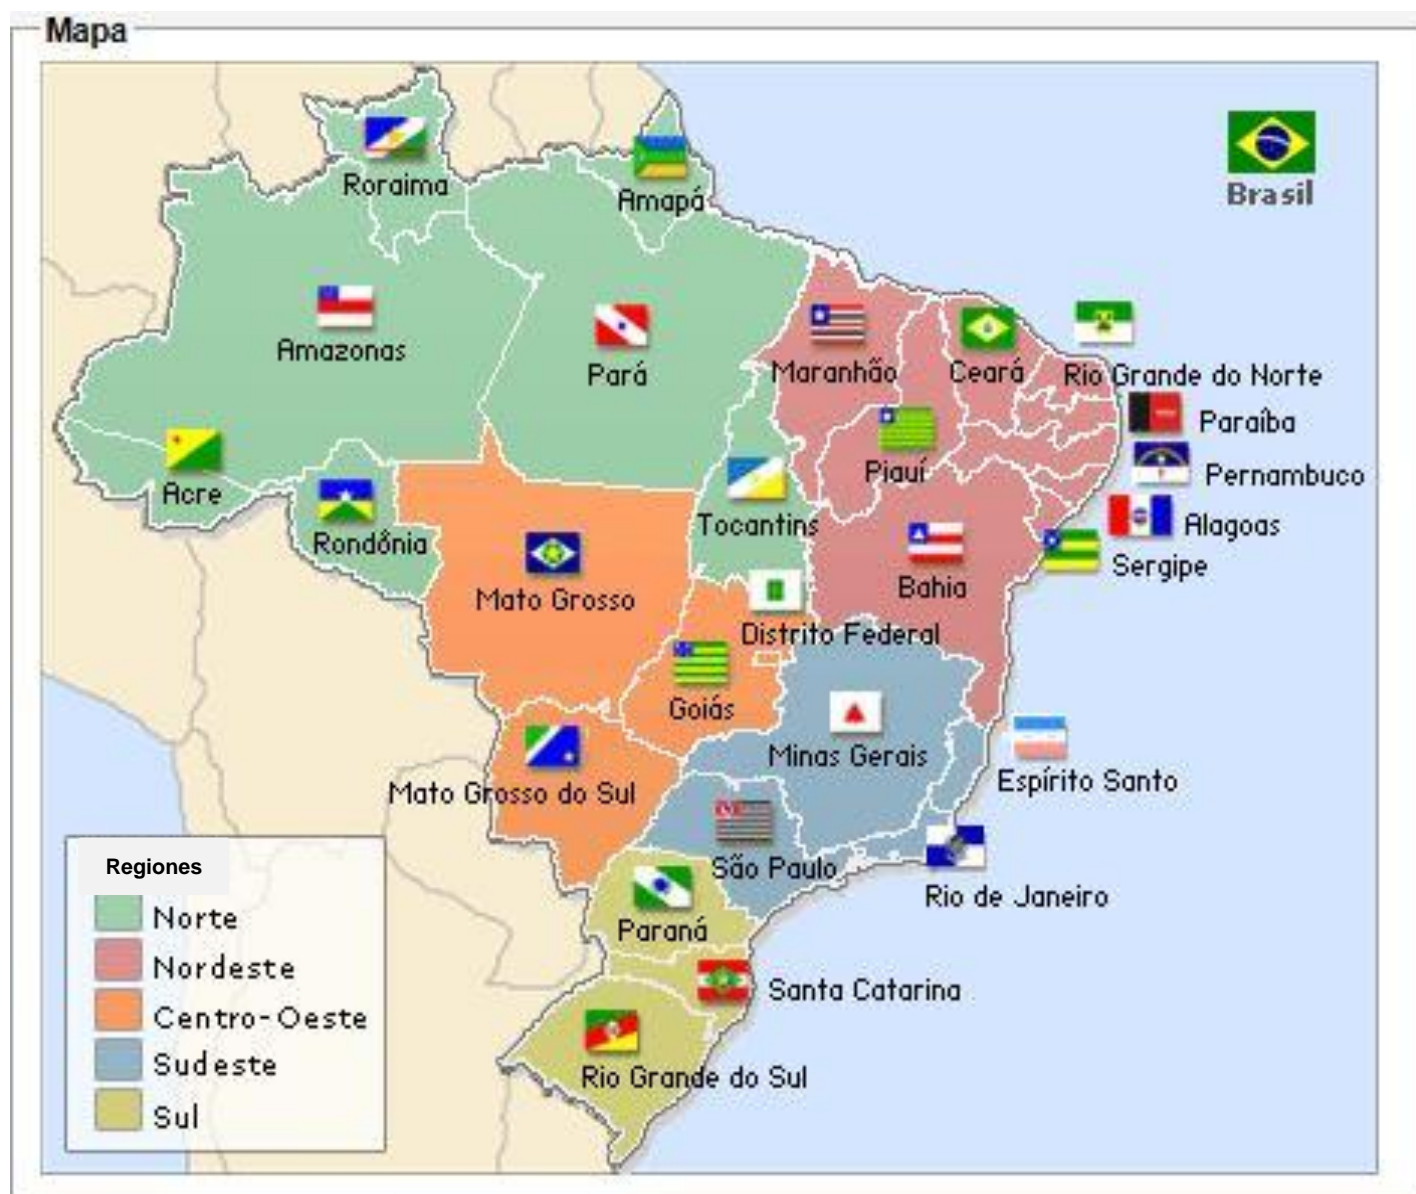 Mapa
Brasil
Roraima
Amapá
Amazonas
Pará
Maranhão
Ceará
Rio Grande do Norte
Paraíba
Piauí
Pernambuco
Acre
Tocantins
Alagoas
Rondônia
Sergipe
Bahia
Mato Grosso
Distrito Federal
Goiás
Minas Gerais
Espírito Santo
Mato Grosso do Sul
São Paulo
Rio de Janeiro
Paraná
Santa Catarina
Rio Grande do Sul
Regiones
Norte
Nordeste
Centro-Oeste
Sudeste
Sul